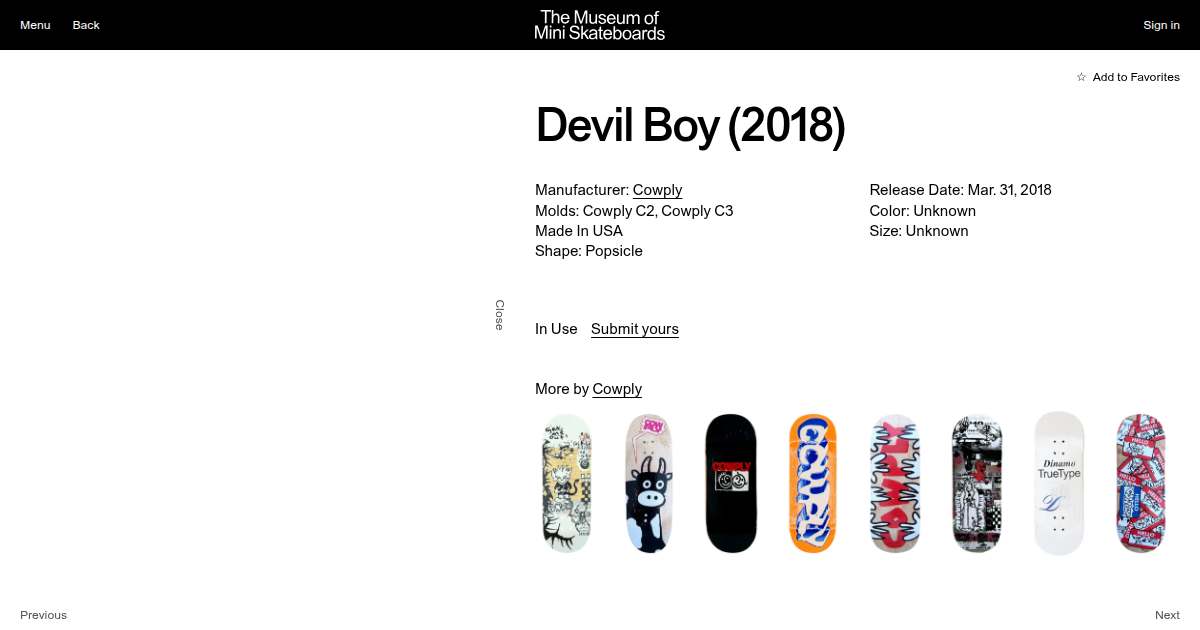 Menu
Back
The Museum of
Mini Skateboards
Sign in
☆ Add to Favorites
Devil Boy (2018)
Manufacturer: Cowply
Molds: Cowply C2, Cowply C3
Made In USA
Shape: Popsicle
Release Date: Mar. 31, 2018
Color: Unknown
Size: Unknown
Close
In Use Submit yours
More by Cowply
COWPLY
Dinamo
TrueType
Previous
Next